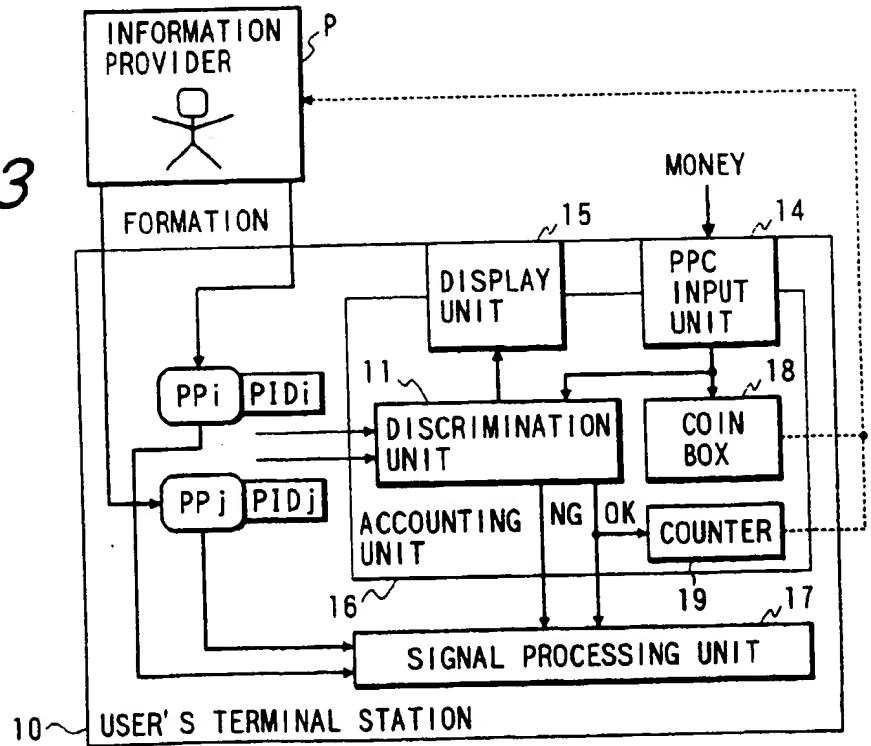 INFORMATION
PROVIDER
P
3
MONEY
FORMATION
15
14
DISPLAY
UNIT
PPC
INPUT
UNIT
11
18
PPi
PIDi
DISCRIMINATION
UNIT
COIN
BOX
PPj
PIDj
ACCOUNTING
UNIT
NG
OK
COUNTER
16
19
17
SIGNAL PROCESSING UNIT
10
USER'S TERMINAL STATION